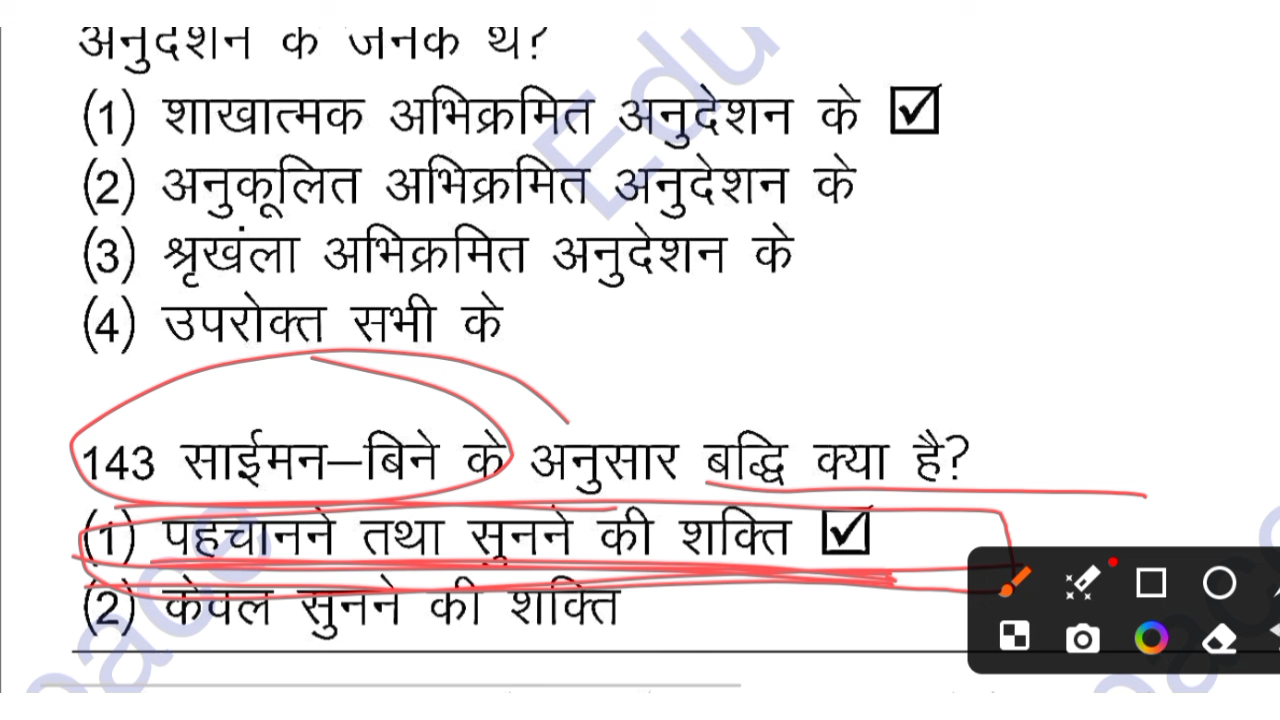 अनुदेशन के जनक थे?
(1) शाखात्मक अभिक्रमित अनुदेशन के
(2) अनुकूलित अभिक्रमित अनुदेशन के
(3) श्रृखंला अभिक्रमित अनुदेशन के
(4) उपरोक्त सभी के
143 साईमन–बिने के अनुसार बद्धि क्या है?
(1) पहचानने तथा सुनने की शक्ति
(2) केवल सुनने की शक्ति
Edu